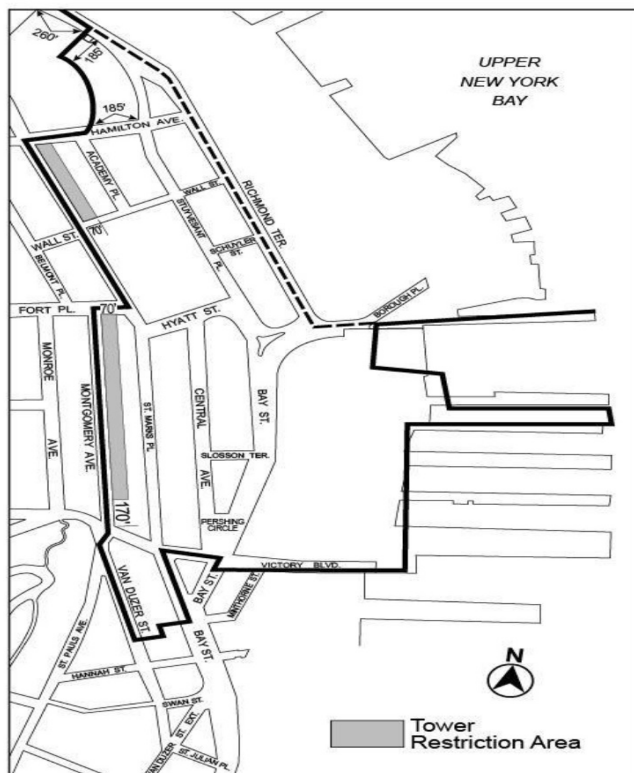 260'
185'
185'
UPPER
NEW YORK
BAY
HAMILTON AVE.
ACADEMY PL.
WALL ST.
RICHMOND TER.
STUYVESANT PL.
70'
WALL ST.
SCHUYLER
ST.
BELMONT PL.
BOROUGH PL.
FORT PL.
70'
HYATT ST.
MONROE
AVE.
MONTGOMERY AVE.
ST. MARKS PL.
CENTRAL
AVE.
BAY ST.
SLOSSON TER.
170'
PERSHING
CIRCLE
VICTORY BLVD.
VAN DUZER ST.
BAY ST.
MINTHORNE ST.
BAY ST.
ST. PAULS AVE.
HANNAH ST.
SWAN ST.
VAN DUZER ST. EXT.
ST. JULIAN PL.
N
Tower
Restriction Area